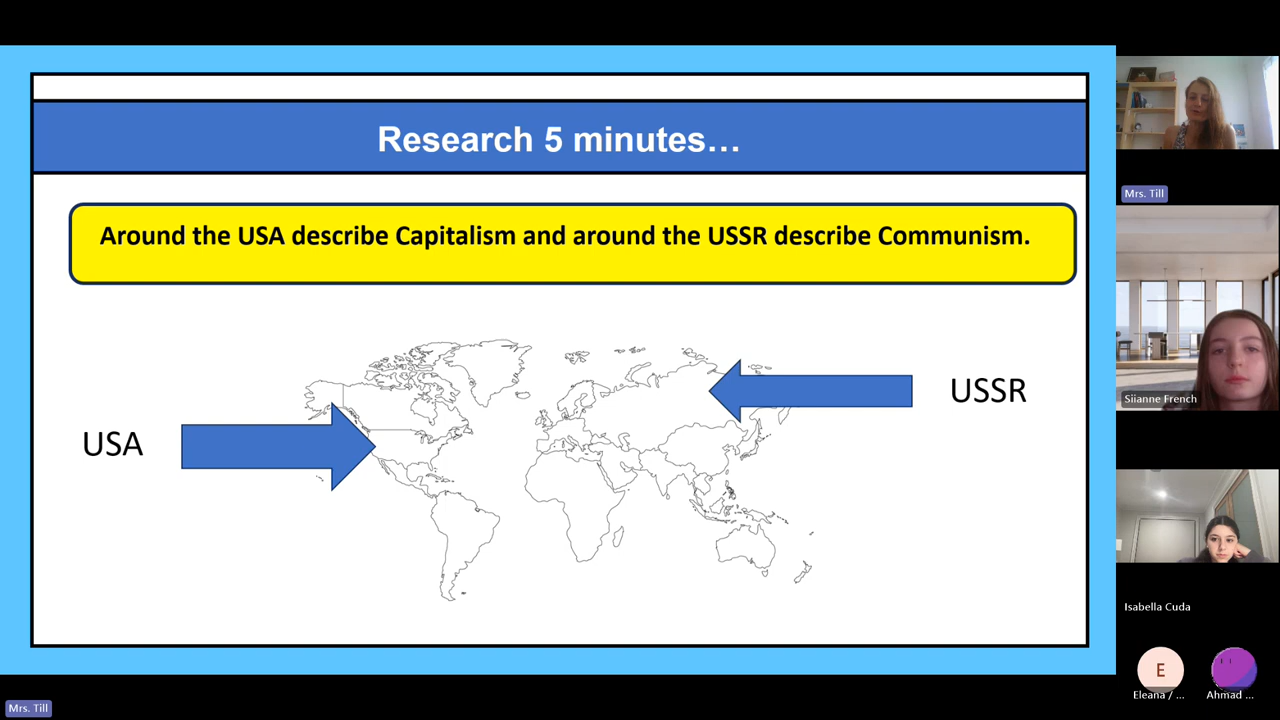 Research 5 minutes…
Around the USA describe Capitalism and around the USSR describe Communism.
USA
USSR
Mrs. Till
Siianne French
Isabella Cuda
E
Eleana / ...
Ahmad ...
Mrs. Till